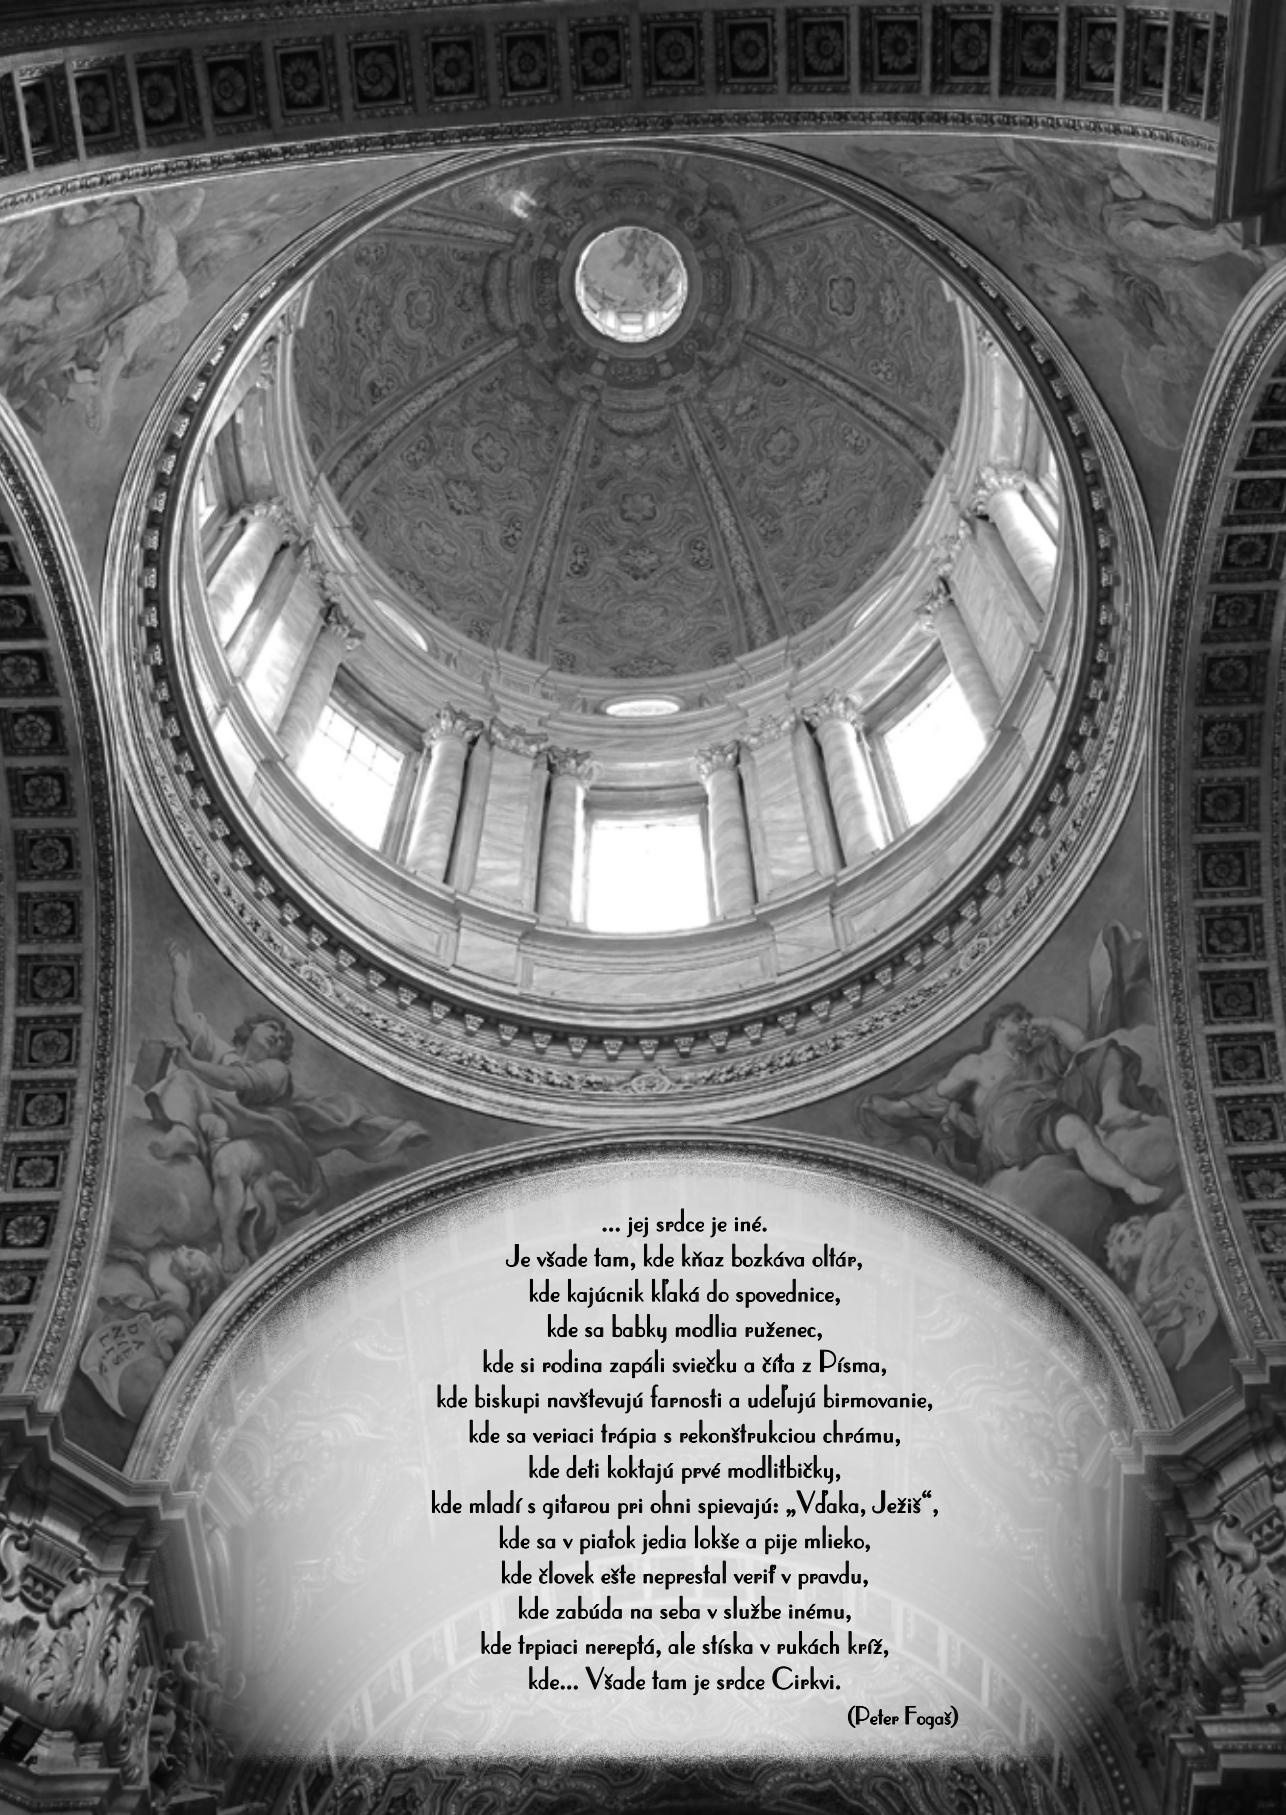 ... jej srdce je iné.
Je všade tam, kde kňaz bozkáva oltár,
kde kajúcnik kľaká do spovednice,
kde sa babky modlia ruženec,
kde si rodina zapáli sviečku a číta z Písma,
kde biskupi navštevujú farnosti a udeľujú birmovanie,
kde sa veriaci trápia s rekonštrukciou chrámu,
kde deti koktajú prvé modlitbičky,
kde mladí s gitarou pri ohni spievajú: „Vďaka, Ježiš“,
kde sa v piatok jedia lokše a pije mlieko,
kde človek ešte neprestal veriť v pravdu,
kde zabúda na seba v službe inému,
kde trpiaci nereptá, ale stíska v rukách kríž,
kde... Všade tam je srdce Cirkvi.
(Peter Fogaš)